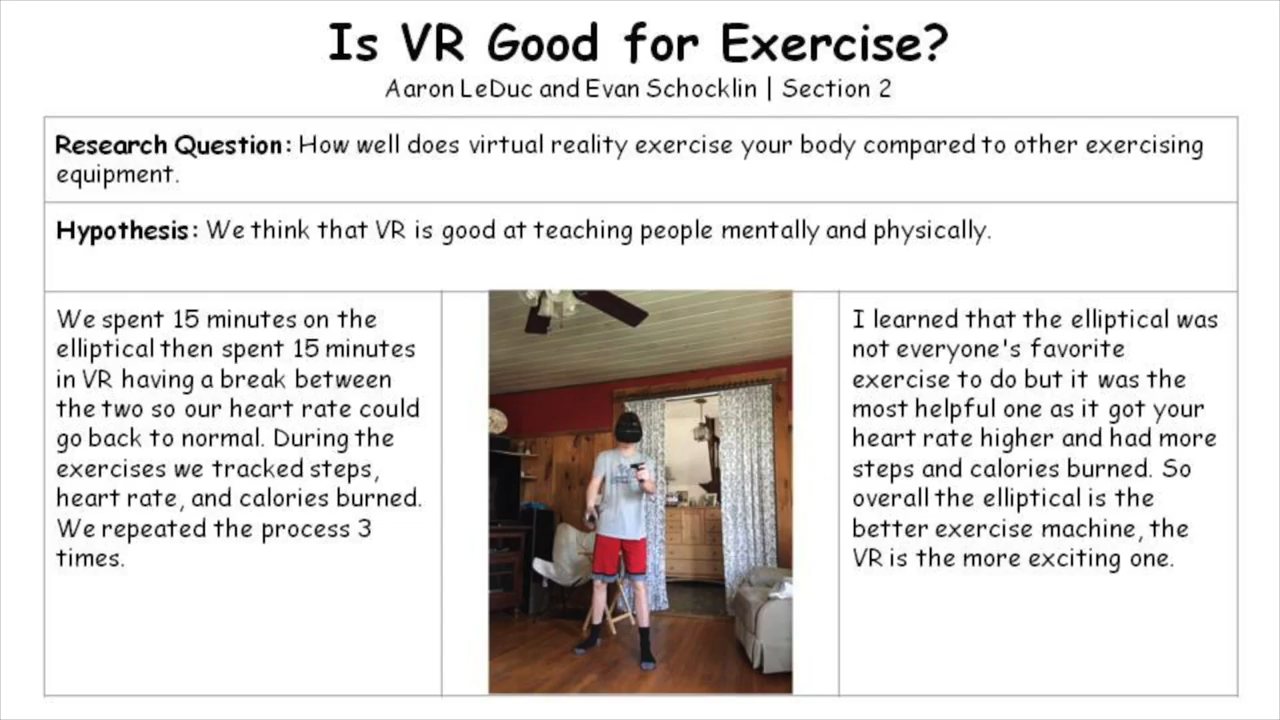 Is VR Good for Exercise?
Aaron LeDuc and Evan Schocklin | Section 2
Research Question: How well does virtual reality exercise your body compared to other exercising
equipment.
Hypothesis: We think that VR is good at teaching people mentally and physically.
We spent 15 minutes on the
elliptical then spent 15 minutes
in VR having a break between
the two so our heart rate could
go back to normal. During the
exercises we tracked steps,
heart rate, and calories burned.
We repeated the process 3
times.
I learned that the elliptical was
not everyone's favorite
exercise to do but it was the
most helpful one as it got your
heart rate higher and had more
steps and calories burned. So
overall the elliptical is the
better exercise machine, the
VR is the more exciting one.